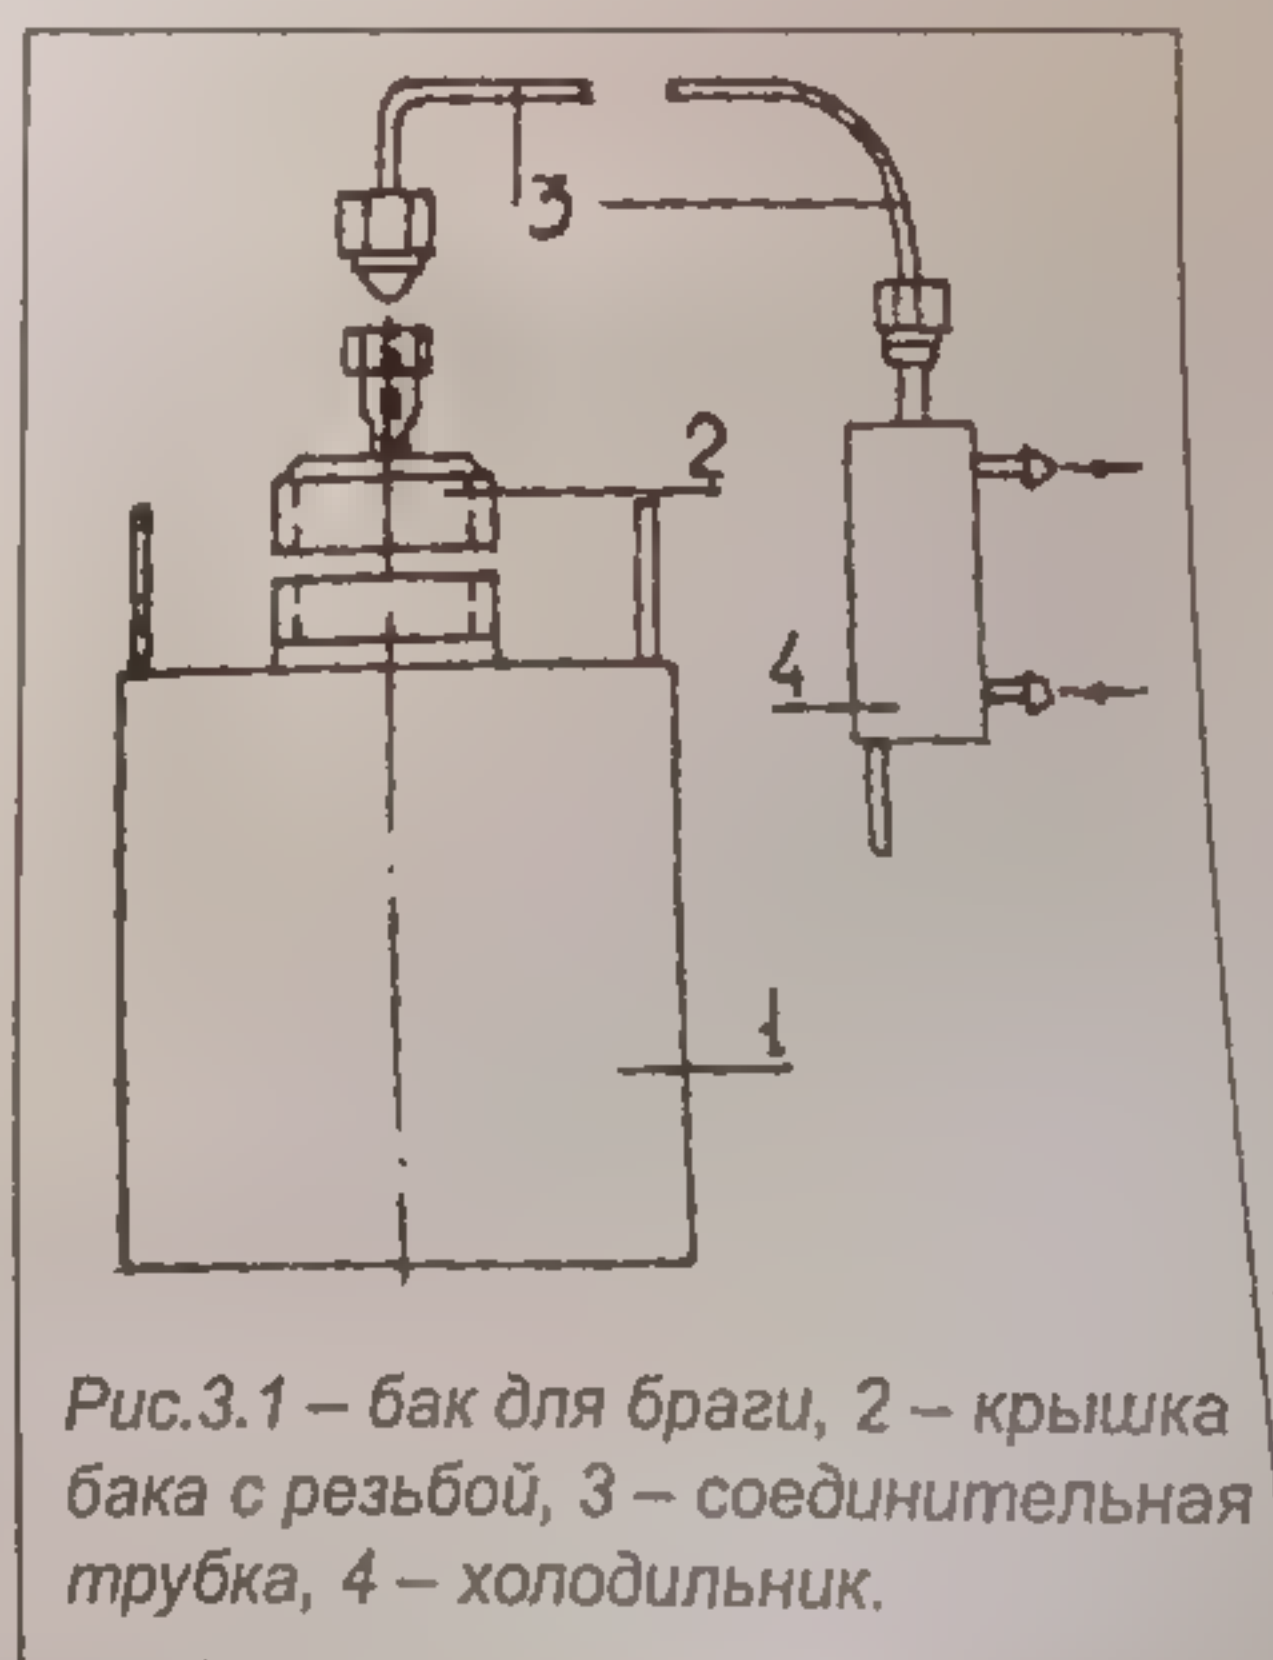 3
2
4
1
Рис.3.1 – бак для браги, 2 – крышка
бака с резьбой, 3 – соединительная
трубка, 4 – холодильник.